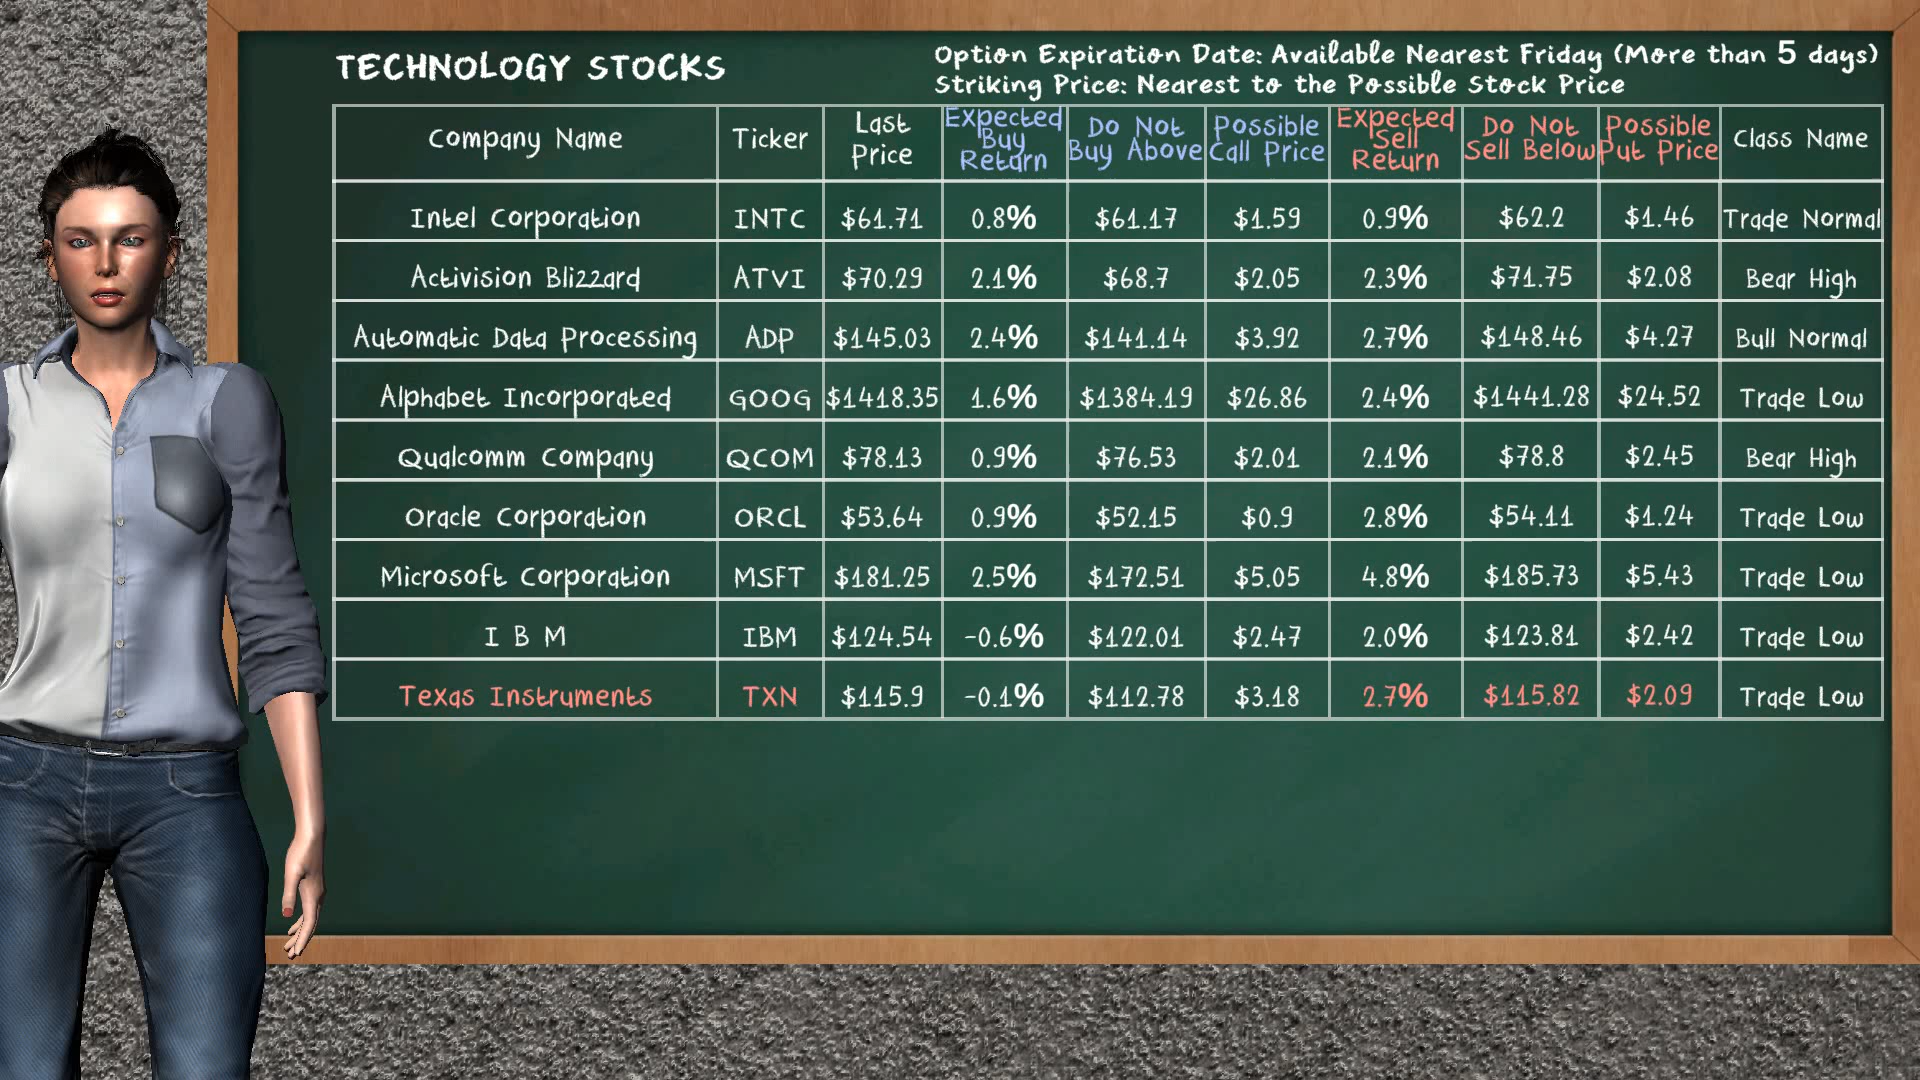 TECHNOLOGY STOCKS
Option Expiration Date: Available Nearest Friday (More than 5 days)
Striking Price: Nearest to the Possible Stock Price
Company Name Ticker Last Price Expected Buy Return Do Not Buy Above Possible Call Price Expected Sell Return Do Not Sell Below Possible Put Price Class Name
Intel Corporation INTC $61.71 0.8% $61.17 $1.59 0.9% $62.2 $1.46 Trade Normal
Activision Blizzard ATVI $70.29 2.1% $68.7 $2.05 2.3% $71.75 $2.08 Bear High
Automatic Data Processing ADP $145.03 2.4% $141.14 $3.92 2.7% $148.46 $4.27 Bull Normal
Alphabet Incorporated GOOG $1418.35 1.6% $1384.19 $26.86 2.4% $1441.28 $24.52 Trade Low
Qualcomm Company QCOM $78.13 0.9% $76.53 $2.01 2.1% $78.8 $2.45 Bear High
Oracle Corporation ORCL $53.64 0.9% $52.15 $0.9 2.8% $54.11 $1.24 Trade Low
Microsoft Corporation MSFT $181.25 2.5% $172.51 $5.05 4.8% $185.73 $5.43 Trade Low
I B M IBM $124.54 -0.6% $122.01 $2.47 2.0% $123.81 $2.42 Trade Low
Texas Instruments TXN $115.9 -0.1% $112.78 $3.18 2.7% $115.82 $2.09 Trade Low